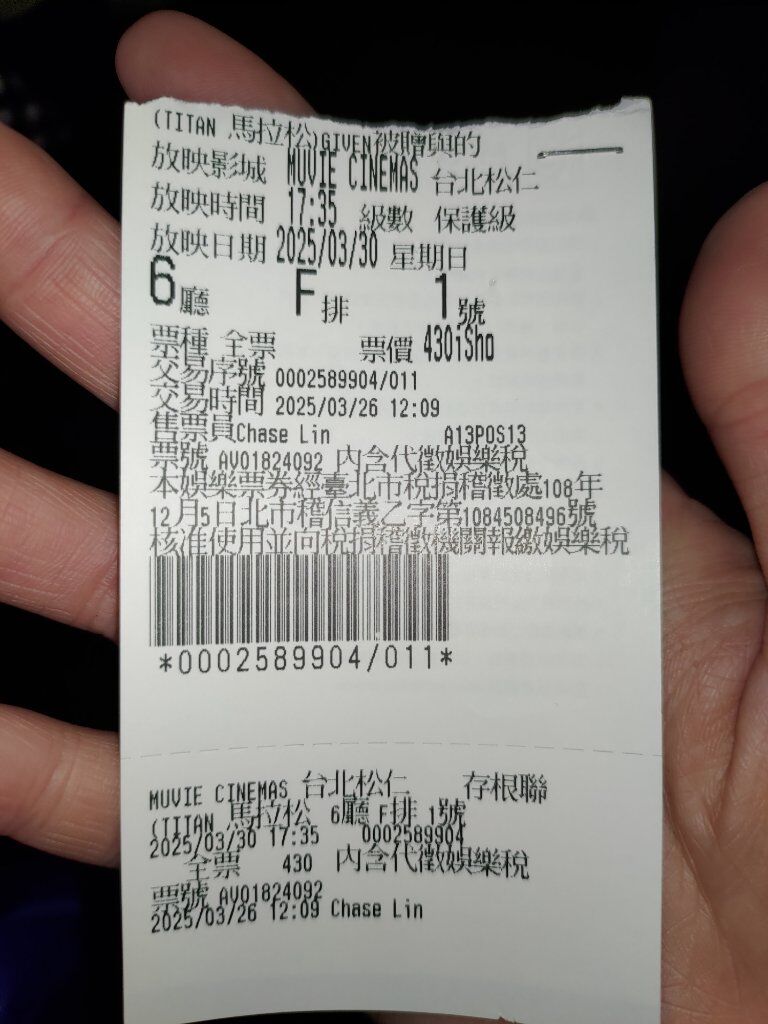 (TITAN 馬拉松)GIVEN被贈與的
放映影城 MUVIE CINEMAS 台北松仁
放映時間 17:35 級數 保護級
放映日期 2025/03/30 星期日
6廳 F排 1號
票種 全票 票價 430iSho
交易序號 0002589904/011
交易時間 2025/03/26 12:09
售票員Chase Lin A13POS13
票號 AV01824092 內含代徵娛樂稅
本娛樂票券經臺北市稅捐稽徵處108年
12月5日北市稽信義乙字第10845084965號
核准使用並向稅捐稽徵機關報繳娛樂稅
*0002589904/011*
MUVIE CINEMAS 台北松仁 存根聯
(TITAN 馬拉松 6廳 F排 1號
2025/03/30 17:35 0002589904
全票 430 內含代徵娛樂稅
票號 AV01824092
2025/03/26 12:09 Chase Lin